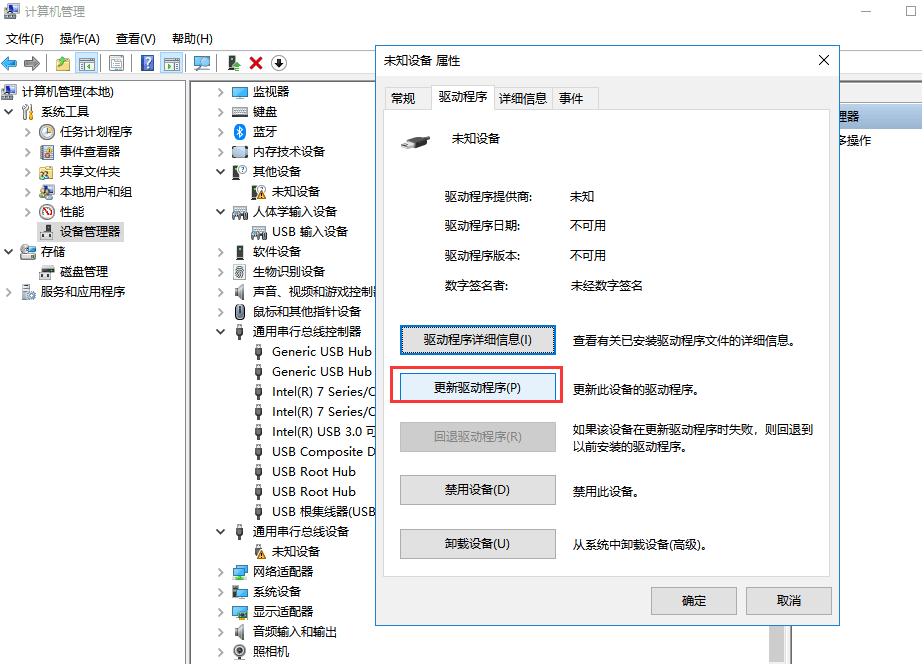 计算机管理
文件(F) 操作(A) 查看(V) 帮助(H)
计算机管理(本地)
系统工具
任务计划程序
事件查看器
共享文件夹
本地用户和组
性能
设备管理器
存储
磁盘管理
服务和应用程序
监视器
键盘
蓝牙
内存技术设备
其他设备
未知设备
人体学输入设备
USB 输入设备
软件设备
生物识别设备
声音、视频和游戏控制
鼠标和其他指针设备
通用串行总线控制器
Generic USB Hub
Generic USB Hub
Intel(R) 7 Series/C
Intel(R) 7 Series/C
Intel(R) USB 3.0 可
USB Composite D
USB Root Hub
USB Root Hub
USB 根集线器(USB
通用串行总线设备
未知设备
网络适配器
系统设备
显示适配器
音频输入和输出
照相机
未知设备 属性
常规 驱动程序 详细信息 事件
未知设备
驱动程序提供商: 未知
驱动程序日期: 不可用
驱动程序版本: 不可用
数字签名者: 未经数字签名
驱动程序详细信息(I) 查看有关已安装驱动程序文件的详细信息。
更新驱动程序(P) 更新此设备的驱动程序。
回退驱动程序(R) 如果该设备在更新驱动程序时失败，则回退到
以前安装的驱动程序。
禁用设备(D) 禁用此设备。
卸载设备(U) 从系统中卸载设备(高级)。
确定 取消
理器
多操作